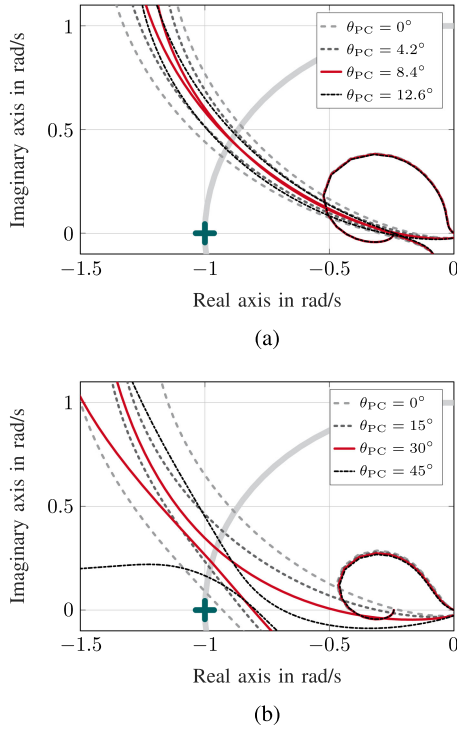 1
0.5
0
−1.5
−1
−0.5
0
Imaginary axis in rad/s
Real axis in rad/s
θPC = 0°
θPC = 4.2°
θPC = 8.4°
θPC = 12.6°
(a)
1
0.5
0
−1.5
−1
−0.5
0
Imaginary axis in rad/s
Real axis in rad/s
θPC = 0°
θPC = 15°
θPC = 30°
θPC = 45°
(b)